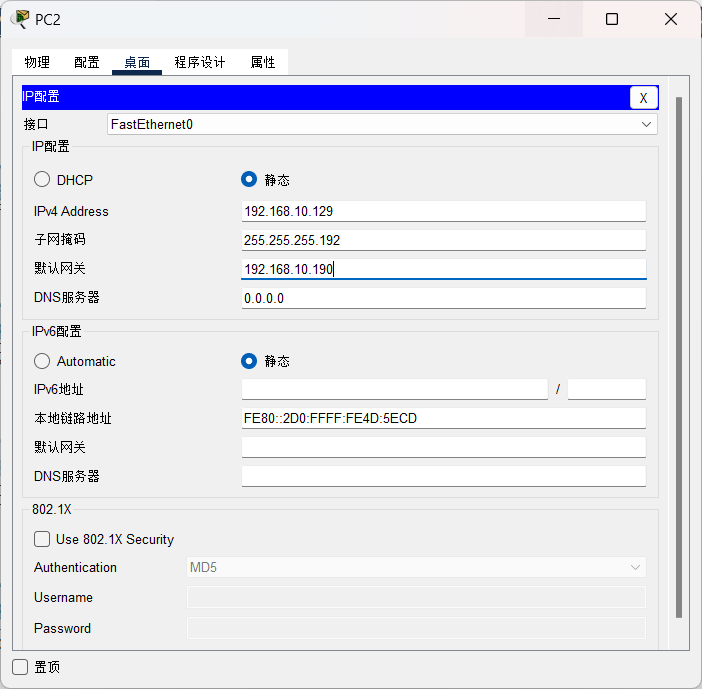 PC2
物理 配置 桌面 程序设计 属性
IP配置 X
接口 FastEthernet0
IP配置
DHCP 静态
IPv4 Address 192.168.10.129
子网掩码 255.255.255.192
默认网关 192.168.10.190
DNS服务器 0.0.0.0
IPv6配置
Automatic 静态
IPv6地址 /
本地链路地址 FE80::2D0:FFFF:FE4D:5ECD
默认网关
DNS服务器
802.1X
Use 802.1X Security
Authentication MD5
Username
Password
置顶